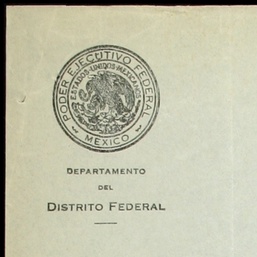 PODER EJECUTIVO FEDERAL
ESTADOS UNIDOS MEXICANOS
MEXICO
DEPARTAMENTO
DEL
DISTRITO FEDERAL